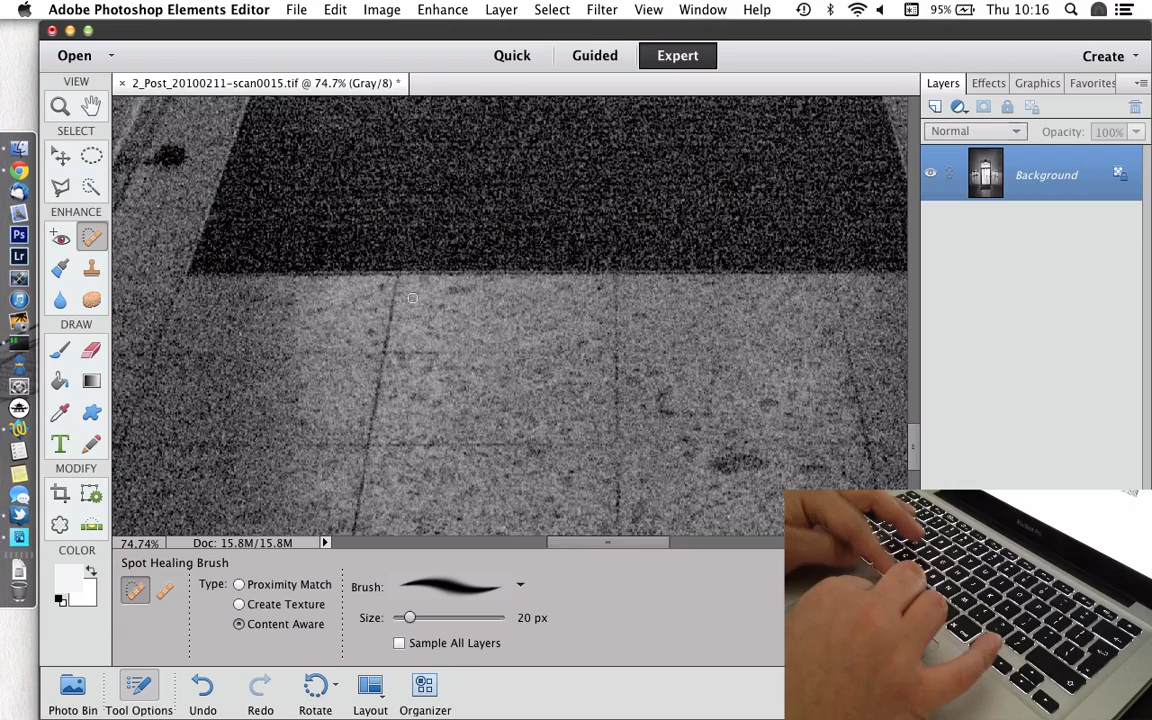 Adobe Photoshop Elements Editor File Edit Image Enhance Layer Select Filter View Window Help 95% Thu 10:16
Open Quick Guided Expert Create
VIEW
× 2_Post_20100211-scan0015.tif @ 74.7% (Gray/8) *
Layers Effects Graphics Favorites
SELECT
Normal Opacity: 100%
Background
ENHANCE
Ps
Lr
DRAW
T
MODIFY
COLOR
74.74% Doc: 15.8M/15.8M
Spot Healing Brush
Type: Proximity Match
Create Texture
Content Aware
Brush:
Size: 20 px
Sample All Layers
Photo Bin Tool Options Undo Redo Rotate Layout Organizer